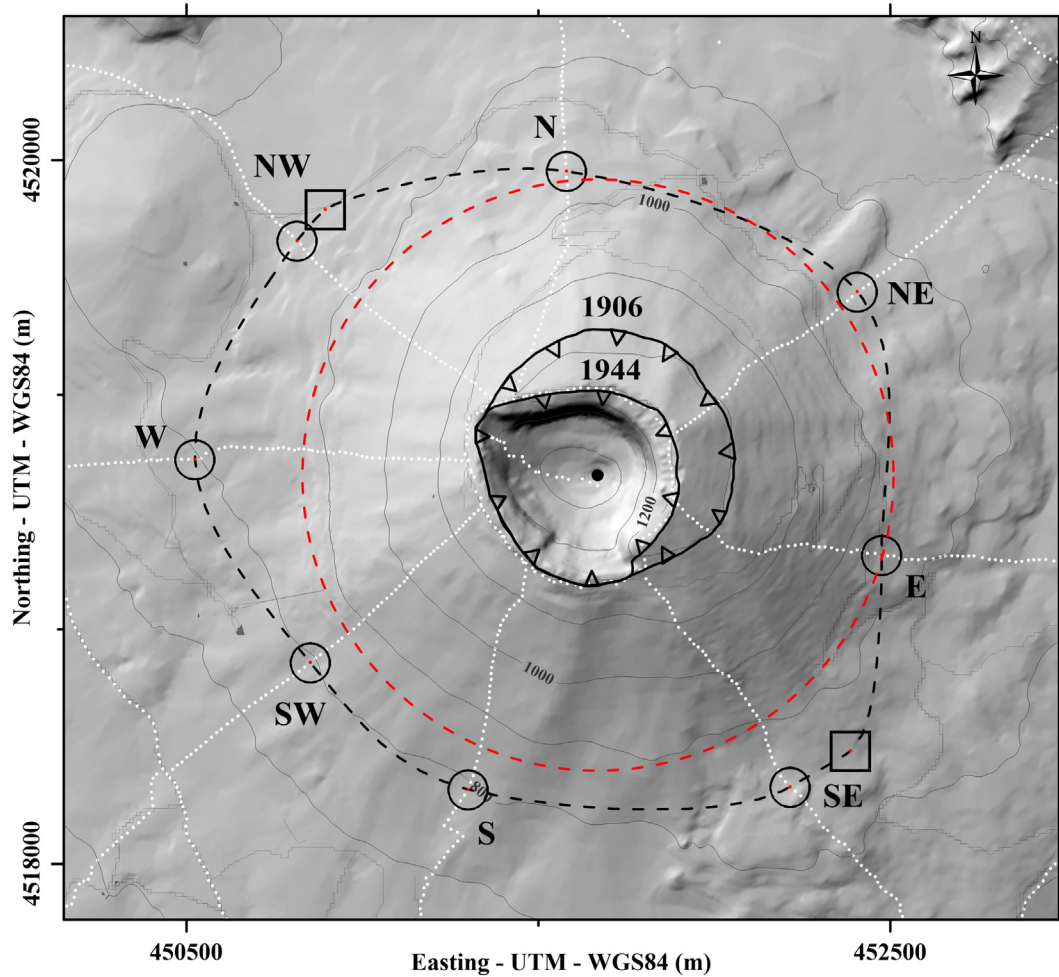 N
N
4520000
NW
1000
NE
1906
1944
W
1200
E
Northing - UTM - WGS84 (m)
1000
SW
SE
800
S
4518000
450500
452500
Easting - UTM - WGS84 (m)